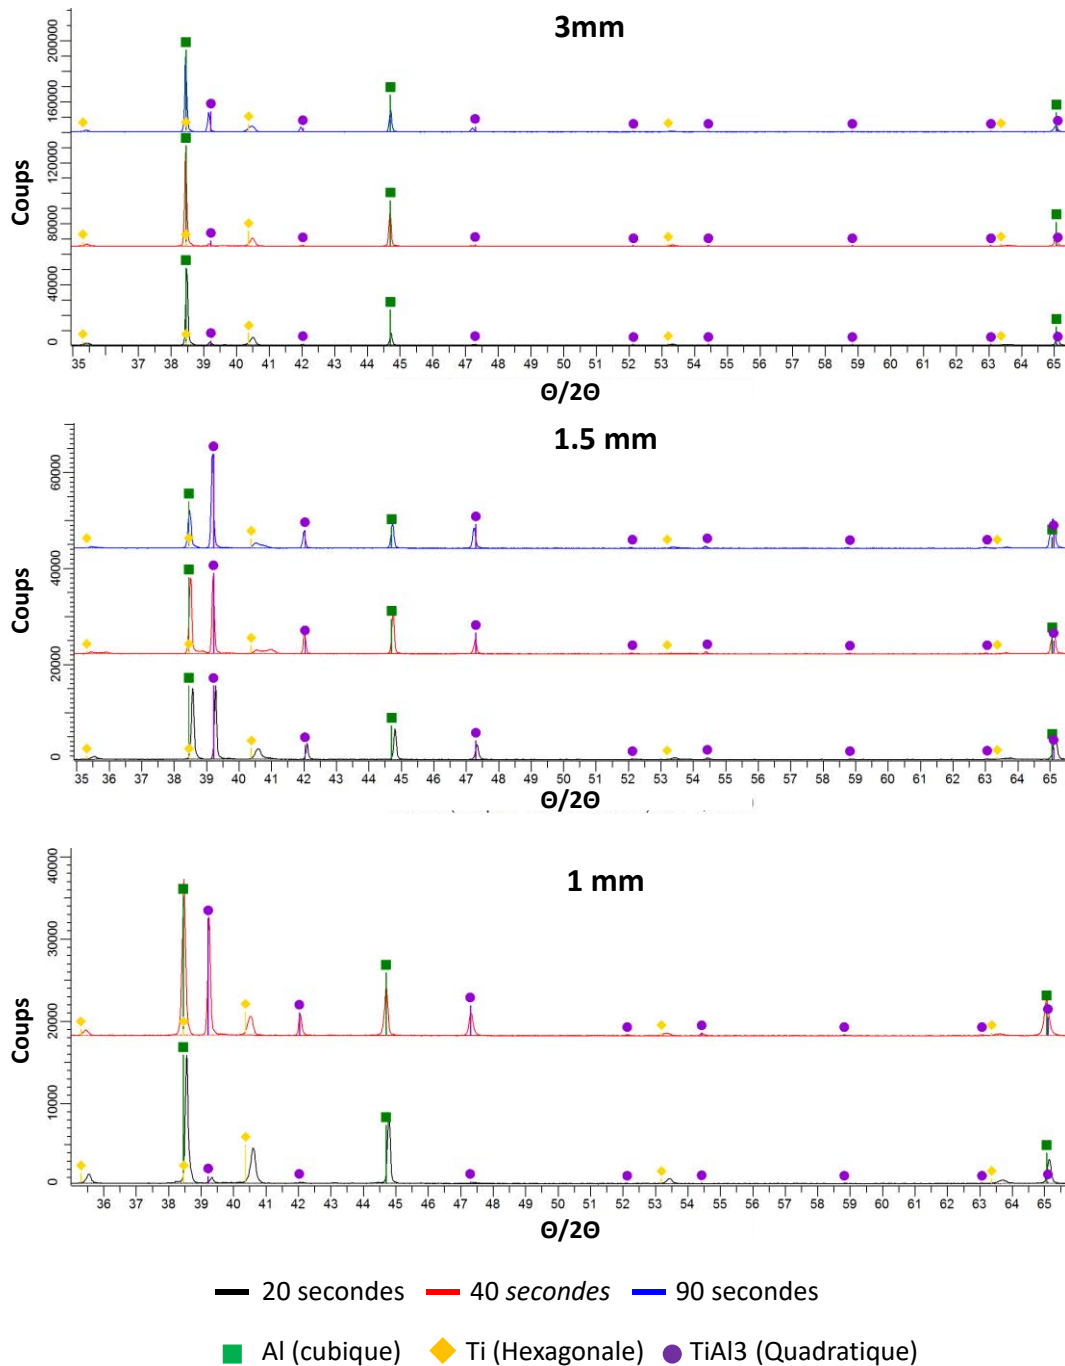 3mm
200000
160000
120000
80000
40000
0
Coups
35 37 38 39 40 41 42 43 44 45 46 47 48 49 50 51 52 53 54 55 56 57 58 59 60 61 62 63 65
Θ/2Θ
1.5 mm
60000
40000
20000
0
Coups
35 36 37 38 39 40 41 42 43 44 45 46 47 48 49 50 51 52 53 54 55 56 57 58 59 60 61 62 63 64 65
Θ/2Θ
1 mm
40000
30000
20000
10000
0
Coups
36 37 38 39 40 41 42 43 44 45 46 47 48 49 50 51 52 53 54 55 56 57 58 59 60 61 62 63 64 65
Θ/2Θ
20 secondes 40 secondes 90 secondes
Al (cubique) Ti (Hexagonale) TiAl3 (Quadratique)